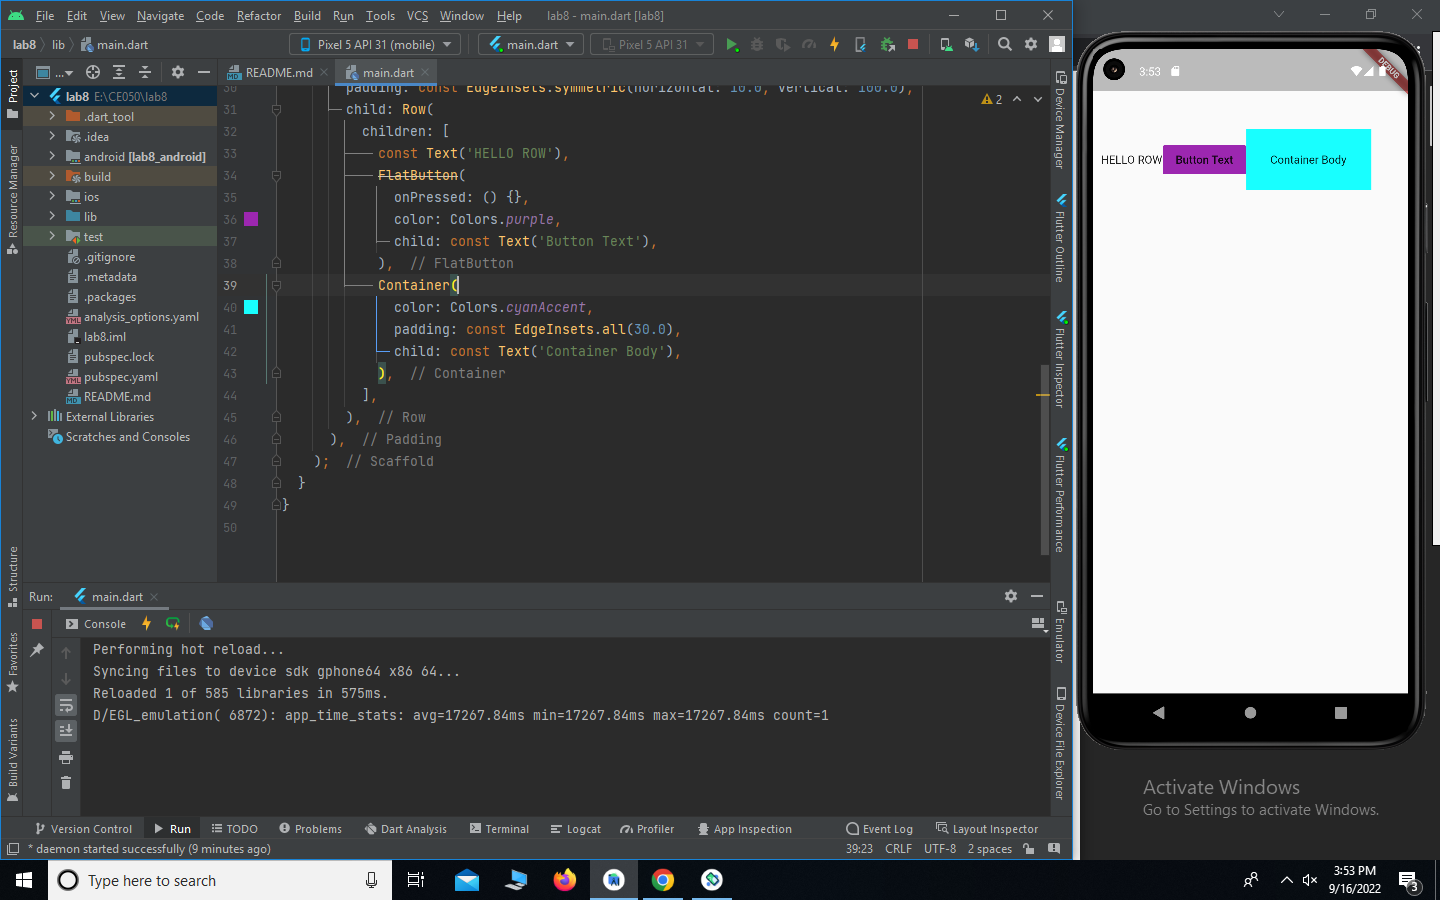 File Edit View Navigate Code Refactor Build Run Tools VCS Window Help lab8 - main.dart [lab8]
lab8 lib main.dart Pixel 5 API 31 (mobile) main.dart Pixel 5 API 31
Project
Resource Manager
Structure
Favorites
Build Variants
...
lab8 E:\CE050\lab8
.dart_tool
.idea
android [lab8_android]
build
ios
lib
test
.gitignore
.metadata
.packages
analysis_options.yaml
lab8.iml
pubspec.lock
pubspec.yaml
README.md
External Libraries
Scratches and Consoles
README.md main.dart
2
30 padding: const EdgeInsets.symmetric(horizontal: 10.0, vertical: 100.0),
31 child: Row(
32 children: [
33 const Text('HELLO ROW'),
34 FlatButton(
35 onPressed: () {},
36 color: Colors.purple,
37 child: const Text('Button Text'),
38 ), // FlatButton
39 Container(
40 color: Colors.cyanAccent,
41 padding: const EdgeInsets.all(30.0),
42 child: const Text('Container Body'),
43 ), // Container
44 ],
45 ), // Row
46 ), // Padding
47 ); // Scaffold
48 }
49 }
50
Device Manager
Flutter Outline
Flutter Inspector
Flutter Performance
Emulator
Device File Explorer
Run: main.dart
Console
Performing hot reload...
Syncing files to device sdk gphone64 x86 64...
Reloaded 1 of 585 libraries in 575ms.
D/EGL_emulation( 6872): app_time_stats: avg=17267.84ms min=17267.84ms max=17267.84ms count=1
Version Control Run TODO Problems Dart Analysis Terminal Logcat Profiler App Inspection Event Log Layout Inspector
* daemon started successfully (9 minutes ago) 39:23 CRLF UTF-8 2 spaces
3:53
DEBUG
HELLO ROW Button Text Container Body
Activate Windows
Go to Settings to activate Windows.
Type here to search
3:53 PM
9/16/2022
3